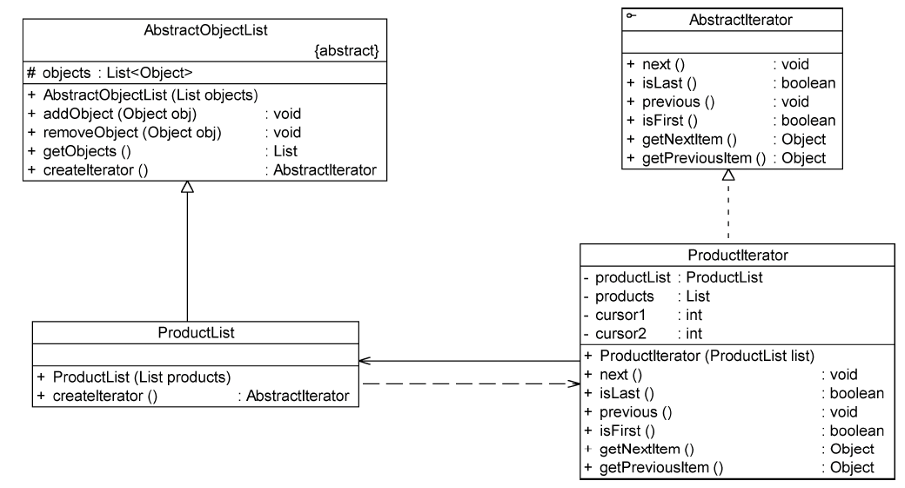 AbstractObjectList
{abstract}
# objects : List<Object>
+ AbstractObjectList (List objects)
+ addObject (Object obj) : void
+ removeObject (Object obj) : void
+ getObjects () : List
+ createIterator () : AbstractIterator
AbstractIterator
+ next () : void
+ isLast () : boolean
+ previous () : void
+ isFirst () : boolean
+ getNextItem () : Object
+ getPreviousItem () : Object
ProductList
+ ProductList (List products)
+ createIterator () : AbstractIterator
ProductIterator
- productList : ProductList
- products : List
- cursor1 : int
- cursor2 : int
+ ProductIterator (ProductList list)
+ next () : void
+ isLast () : boolean
+ previous () : void
+ isFirst () : boolean
+ getNextItem () : Object
+ getPreviousItem () : Object